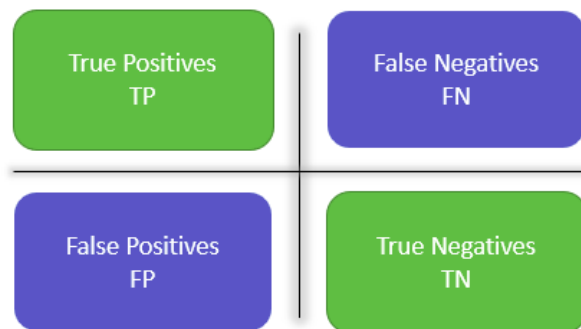 True Positives
TP
False Negatives
FN
False Positives
FP
True Negatives
TN